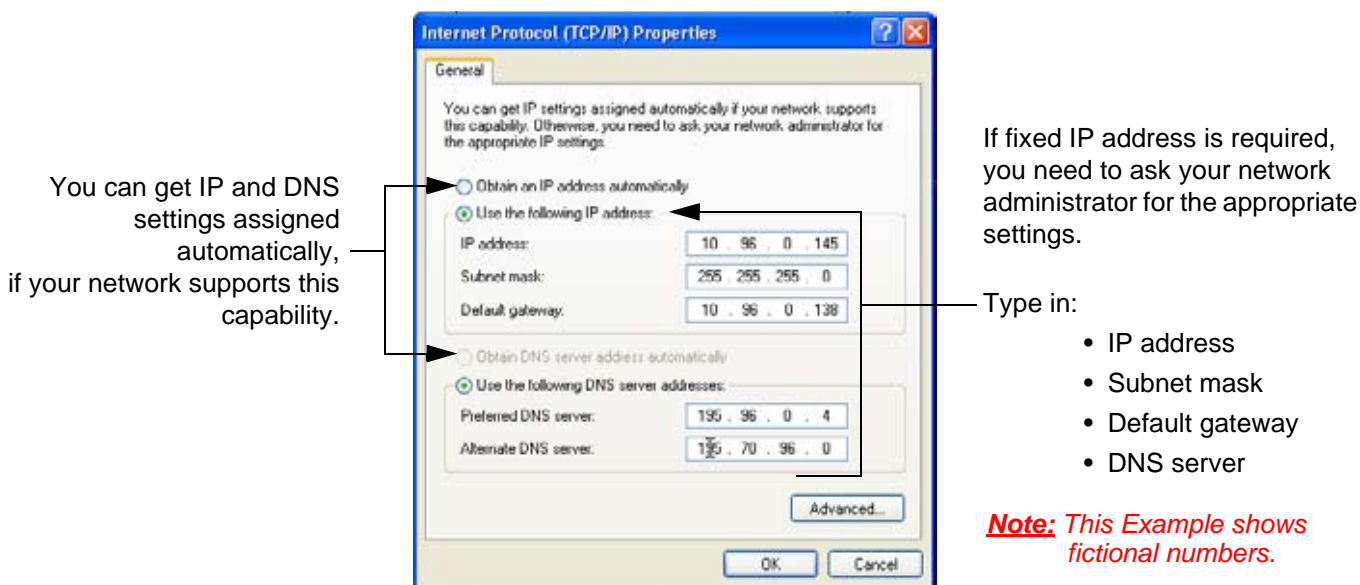 Internet Protocol (TCP/IP) Properties
General
You can get IP settings assigned automatically if your network supports
this capability. Otherwise, you need to ask your network administrator for
the appropriate IP settings.
Obtain an IP address automatically
Use the following IP address:
IP address: 10 . 96 . 0 . 145
Subnet mask: 255 . 255 . 255 . 0
Default gateway: 10 . 96 . 0 . 138
Obtain DNS server address automatically
Use the following DNS server addresses:
Preferred DNS server: 195 . 96 . 0 . 4
Alternate DNS server: 195 . 70 . 96 . 0
Advanced...
OK Cancel
You can get IP and DNS
settings assigned
automatically,
if your network supports this
capability.
If fixed IP address is required,
you need to ask your network
administrator for the appropriate
settings.
Type in:
• IP address
• Subnet mask
• Default gateway
• DNS server
Note: This Example shows
fictional numbers.